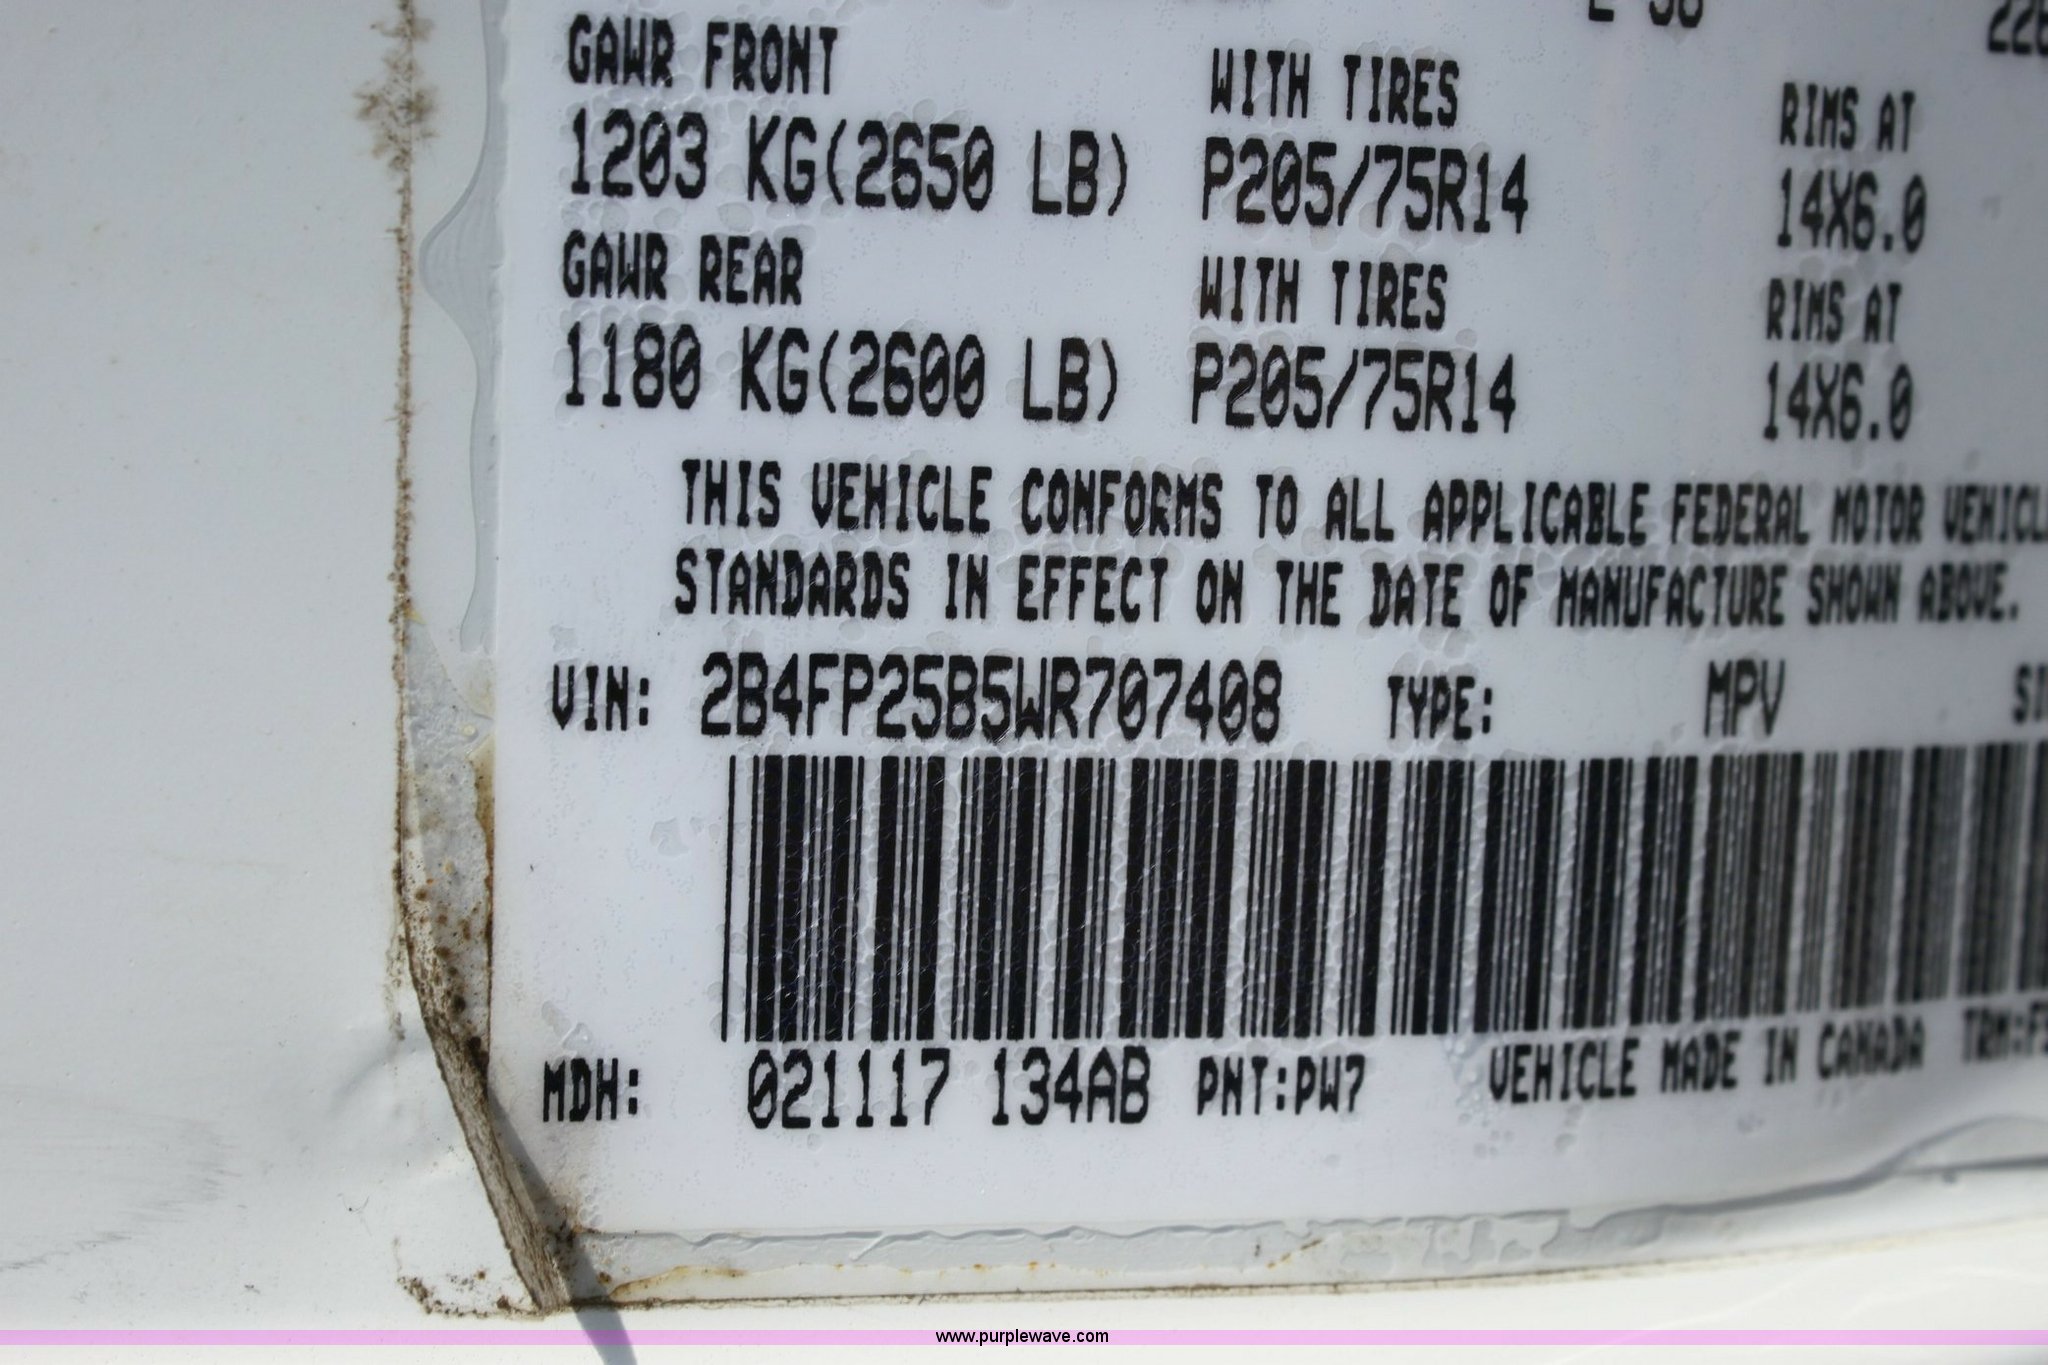 GAWR FRONT WITH TIRES RIMS AT
1203 KG(2650 LB) P205/75R14 14X6.0
GAWR REAR WITH TIRES RIMS AT
1180 KG(2600 LB) P205/75R14 14X6.0
THIS VEHICLE CONFORMS TO ALL APPLICABLE FEDERAL MOTOR
STANDARDS IN EFFECT ON THE DATE OF MANUFACTURE SHOWN ABOVE.
VIN: 2B4FP25B5WR707408 TYPE: MPV
MDH: 021117 134AB PNT:PW7 VEHICLE MADE IN CANADA
www.purplewave.com